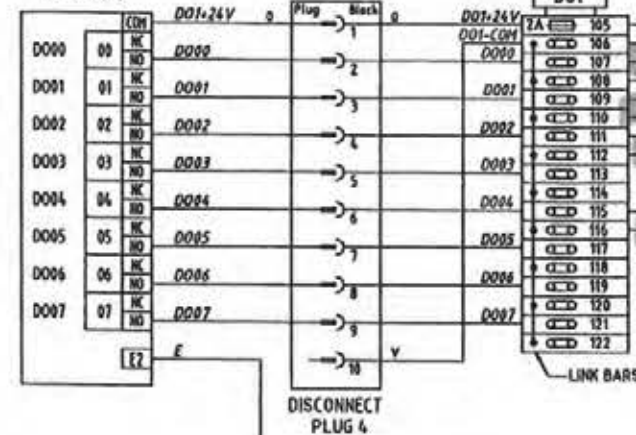 COM DO1+24V 0 Plug Block 1 0 DO1+24V 2A 105
DO1-COM 106
DO00 00 NC NO DO00 2 DO00 107
108
DO01 01 NC NO DO01 3 DO01 109
110
DO02 02 NC NO DO02 4 DO02 111
112
DO03 03 NC NO DO03 5 DO03 113
114
DO04 04 NC NO DO04 6 DO04 115
116
DO05 05 NC NO DO05 7 DO05 117
118
DO06 06 NC NO DO06 8 DO06 119
120
DO07 07 NC NO DO07 9 DO07 121
E2 E 10 V 122
LINK BARS
DISCONNECT
PLUG 4